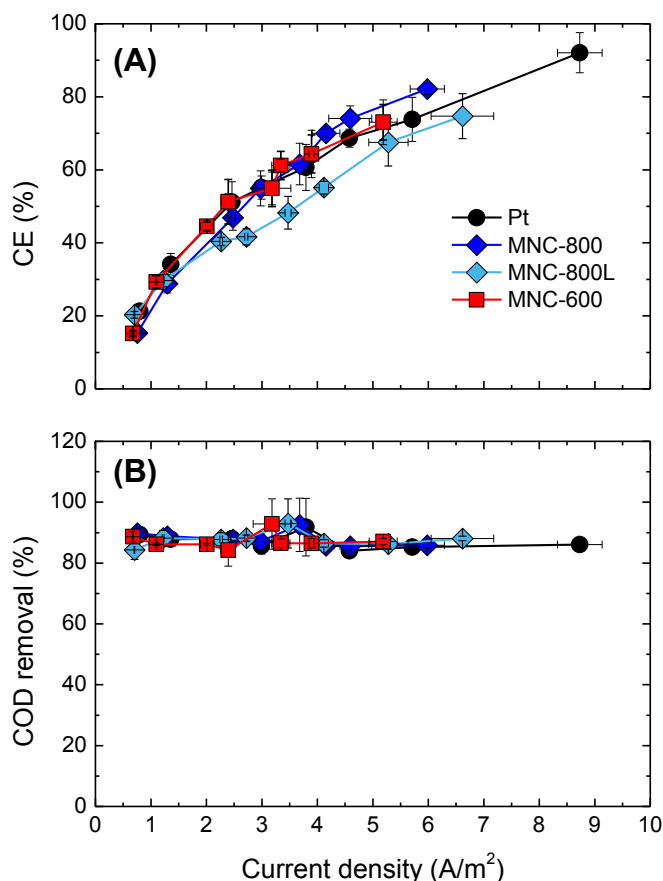 (A)
CE (%)
100
80
60
40
20
0
Pt
MNC-800
MNC-800L
MNC-600
(B)
COD removal (%)
120
100
80
60
40
20
0
0 1 2 3 4 5 6 7 8 9 10
Current density (A/m²)